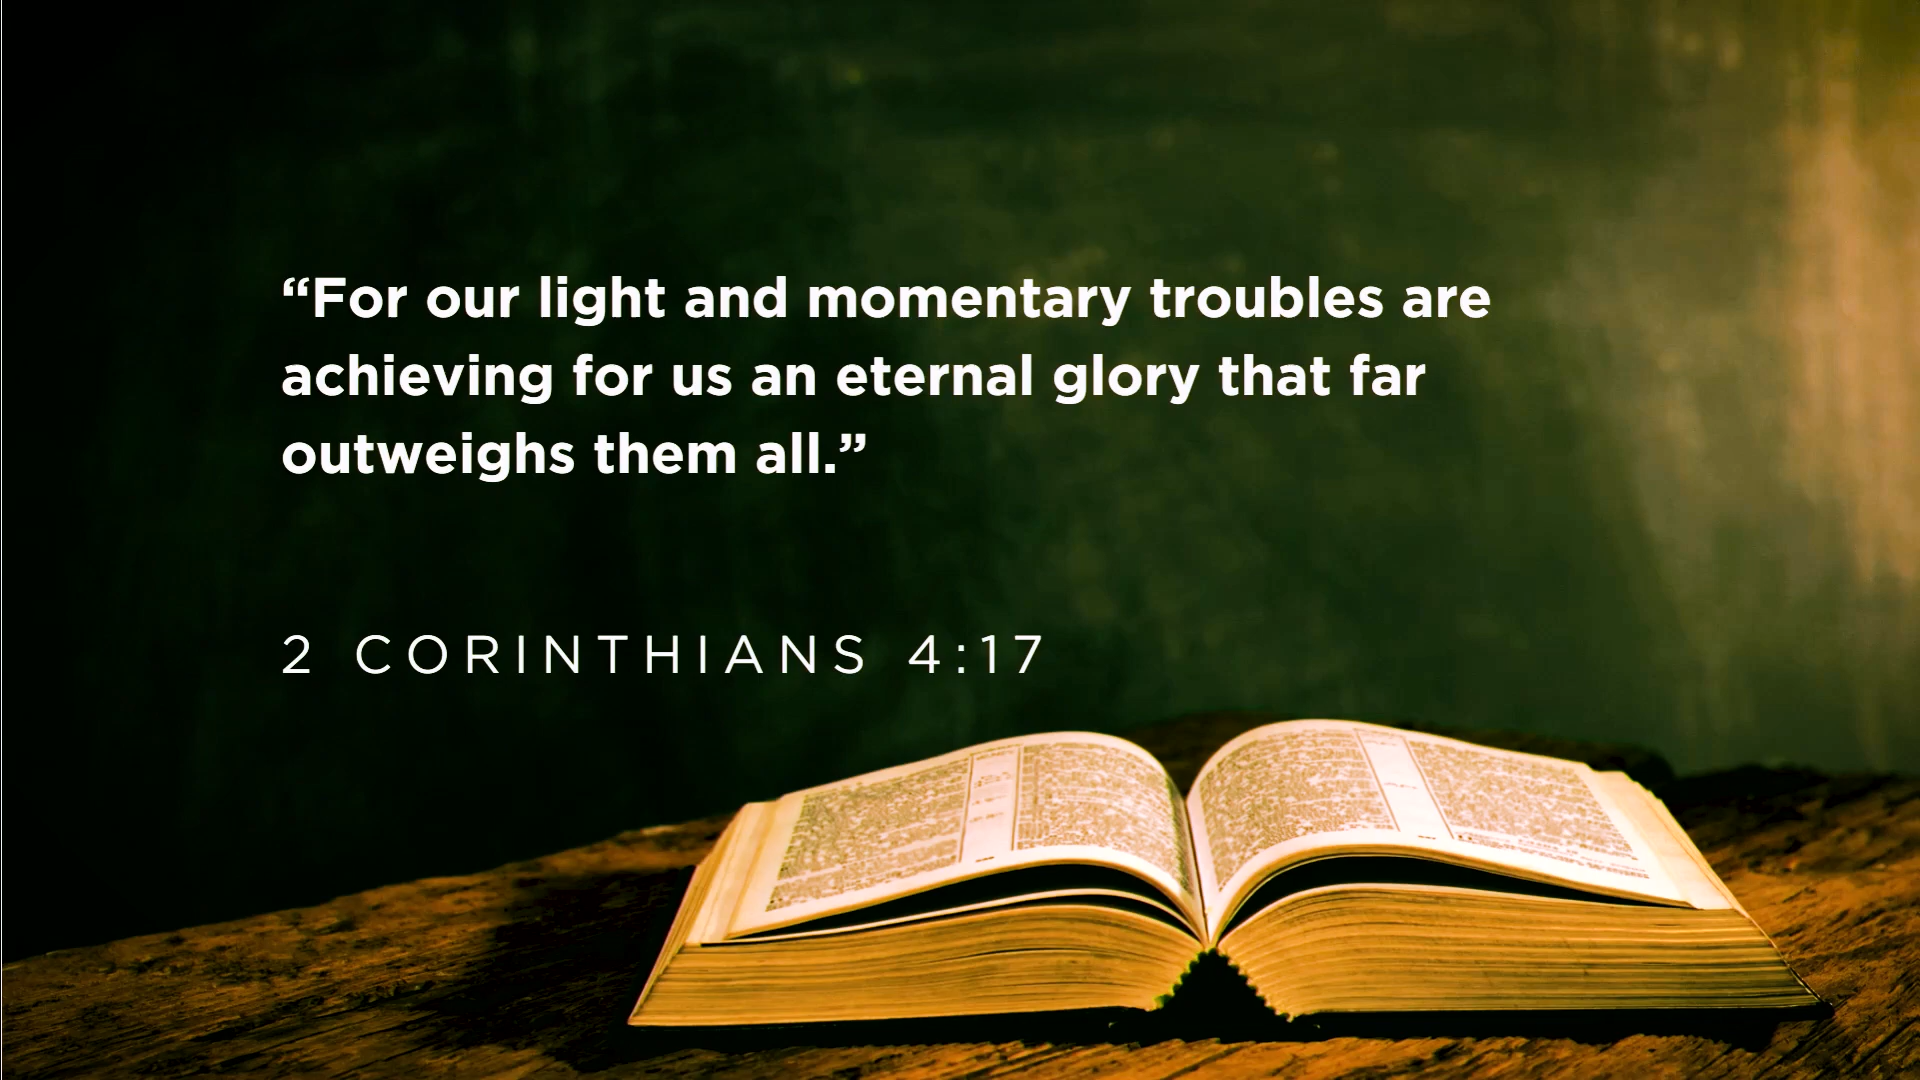 “For our light and momentary troubles are
achieving for us an eternal glory that far
outweighs them all.”
2 CORINTHIANS 4:17